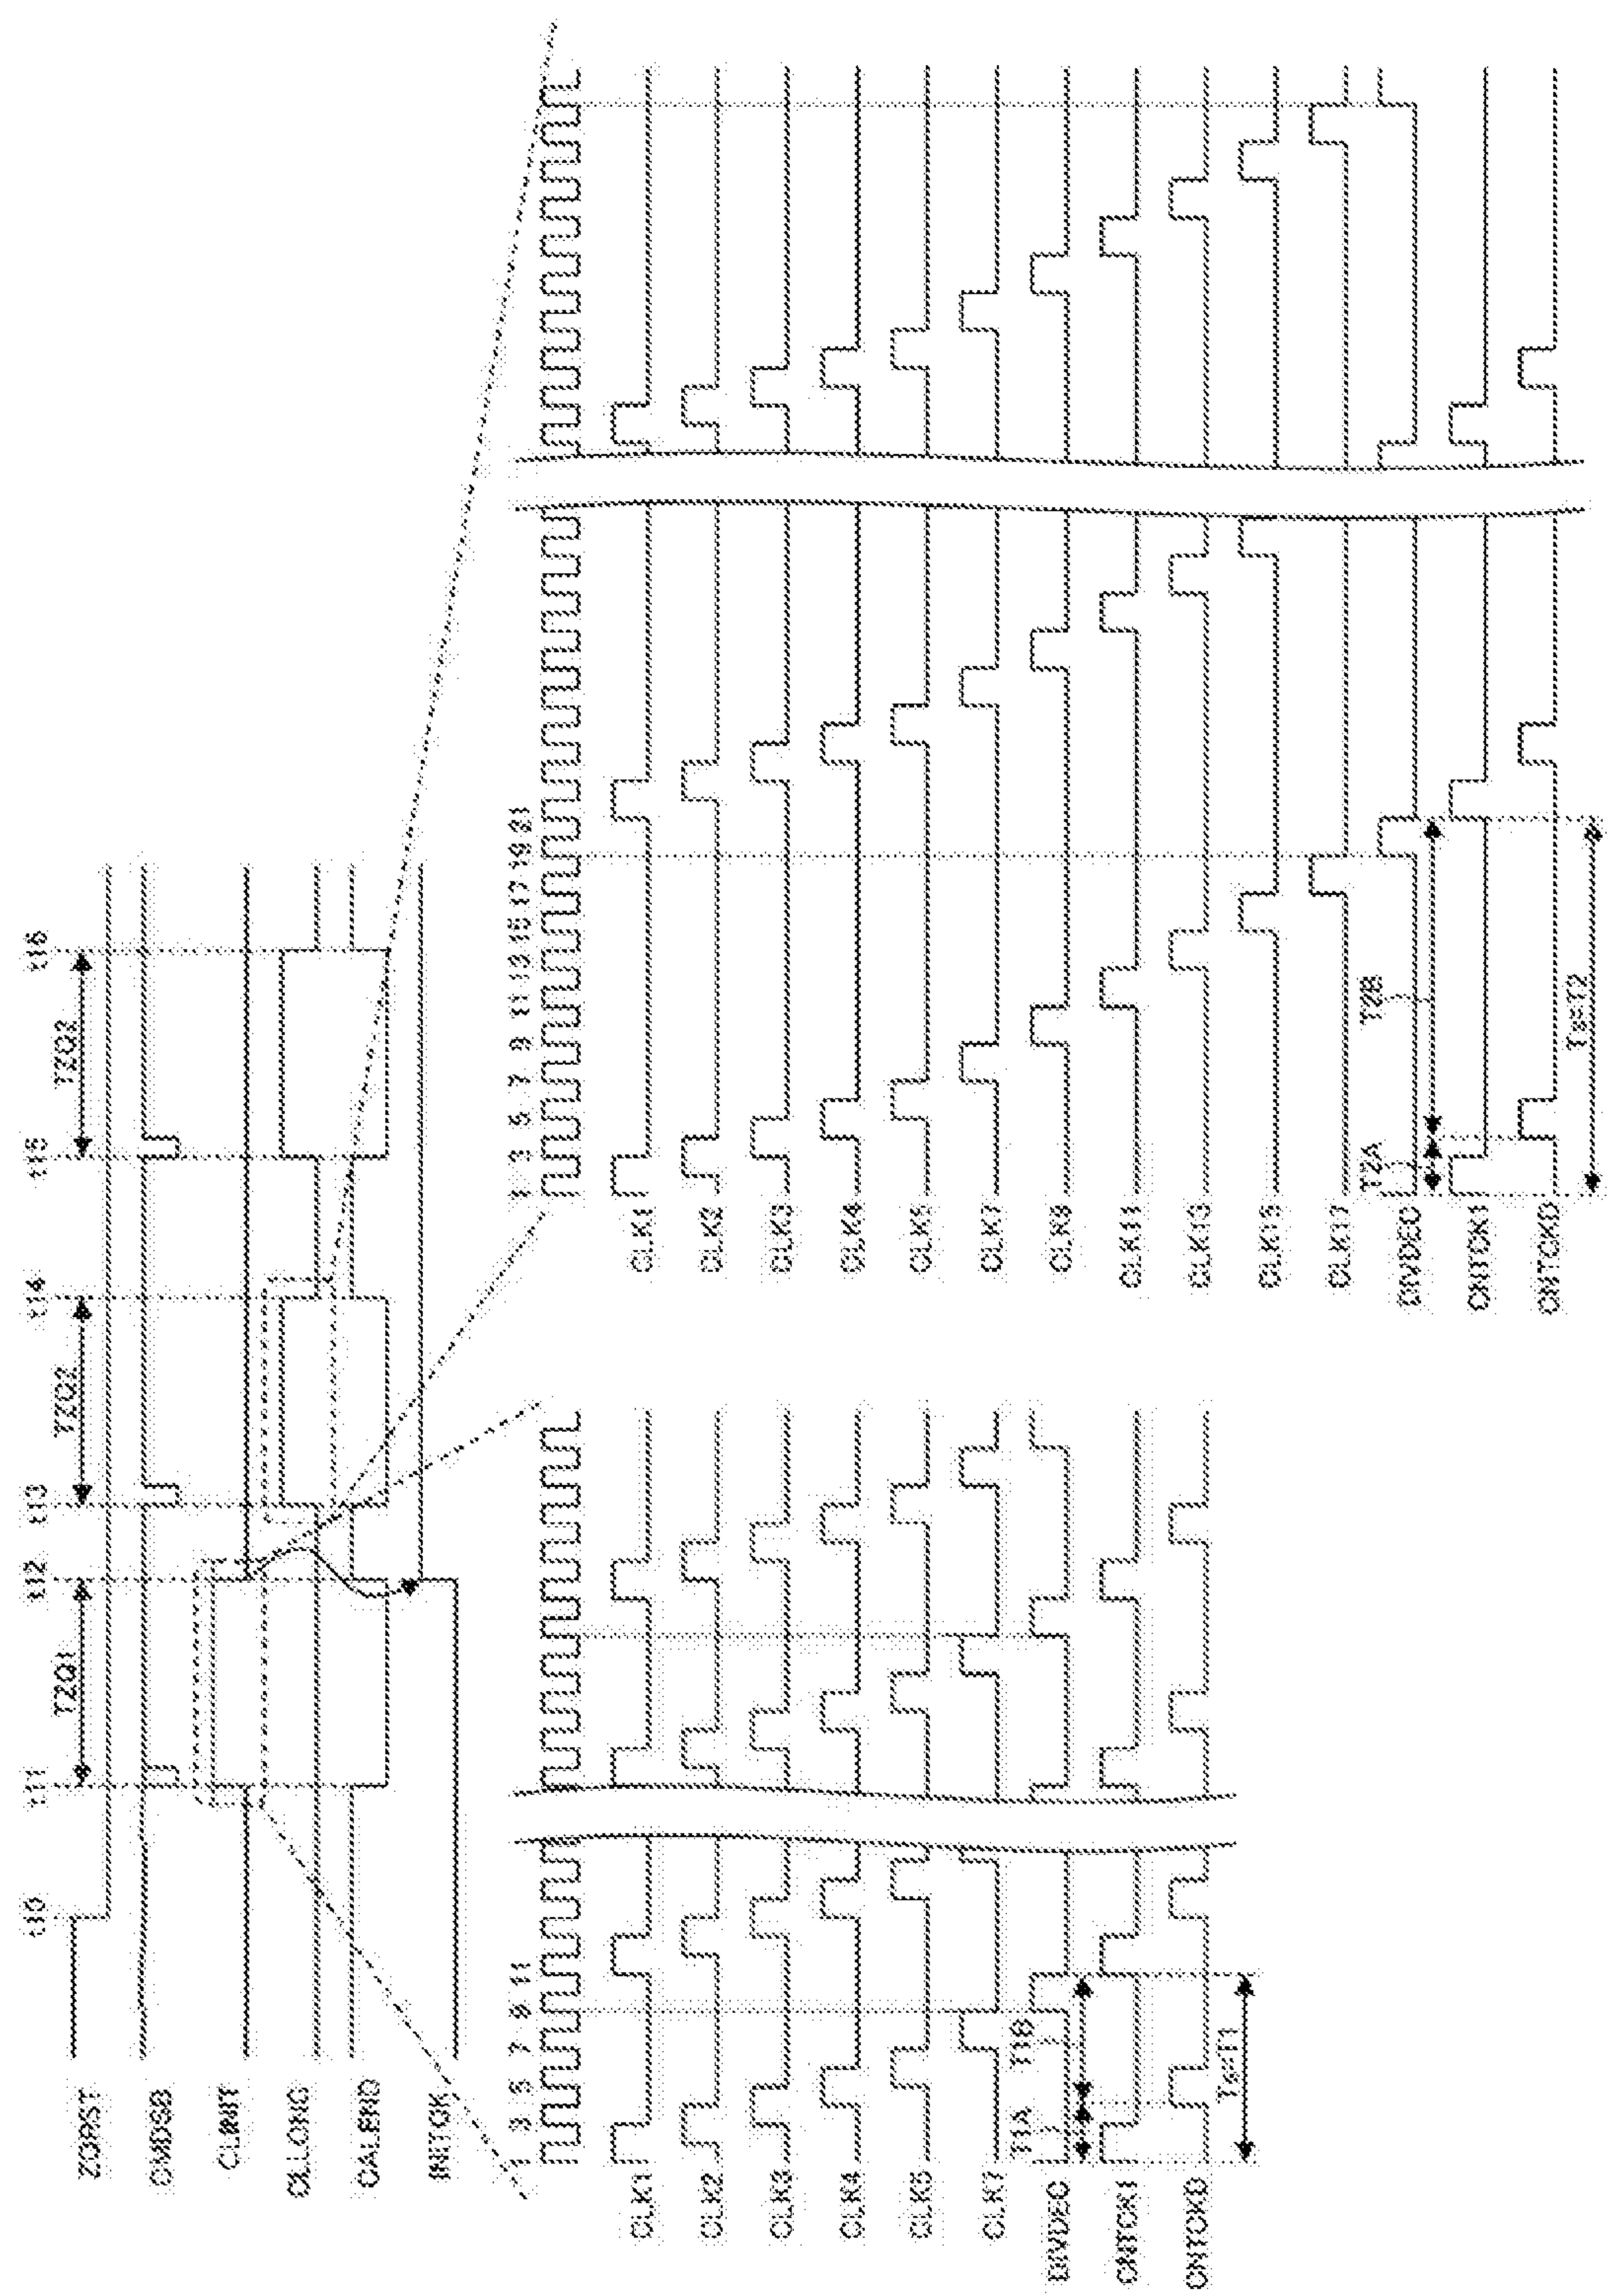 t10 t11 t12 t13 t14 t15 t16
TZQ1 TZQ2 TZQ2
ZQRST
CMDSB
CLINIT
CLLONG
CALEND
INITOK
1 3 5 7 9 11
CLK1
CLK2
CLK3
CLK4
CLK5
CLK7
DIVDEC
T1A T1B
CNTCK1
CNTCKD
Ts=T1
1 3 5 7 9 11 13 15 17 19 21
CLK1
CLK2
CLK3
CLK4
CLK5
CLK7
CLK9
CLK11
CLK13
CLK15
CLK17
DIVDEC
T2A T2B
CNTCK1
CNTCKD
Ts=T2